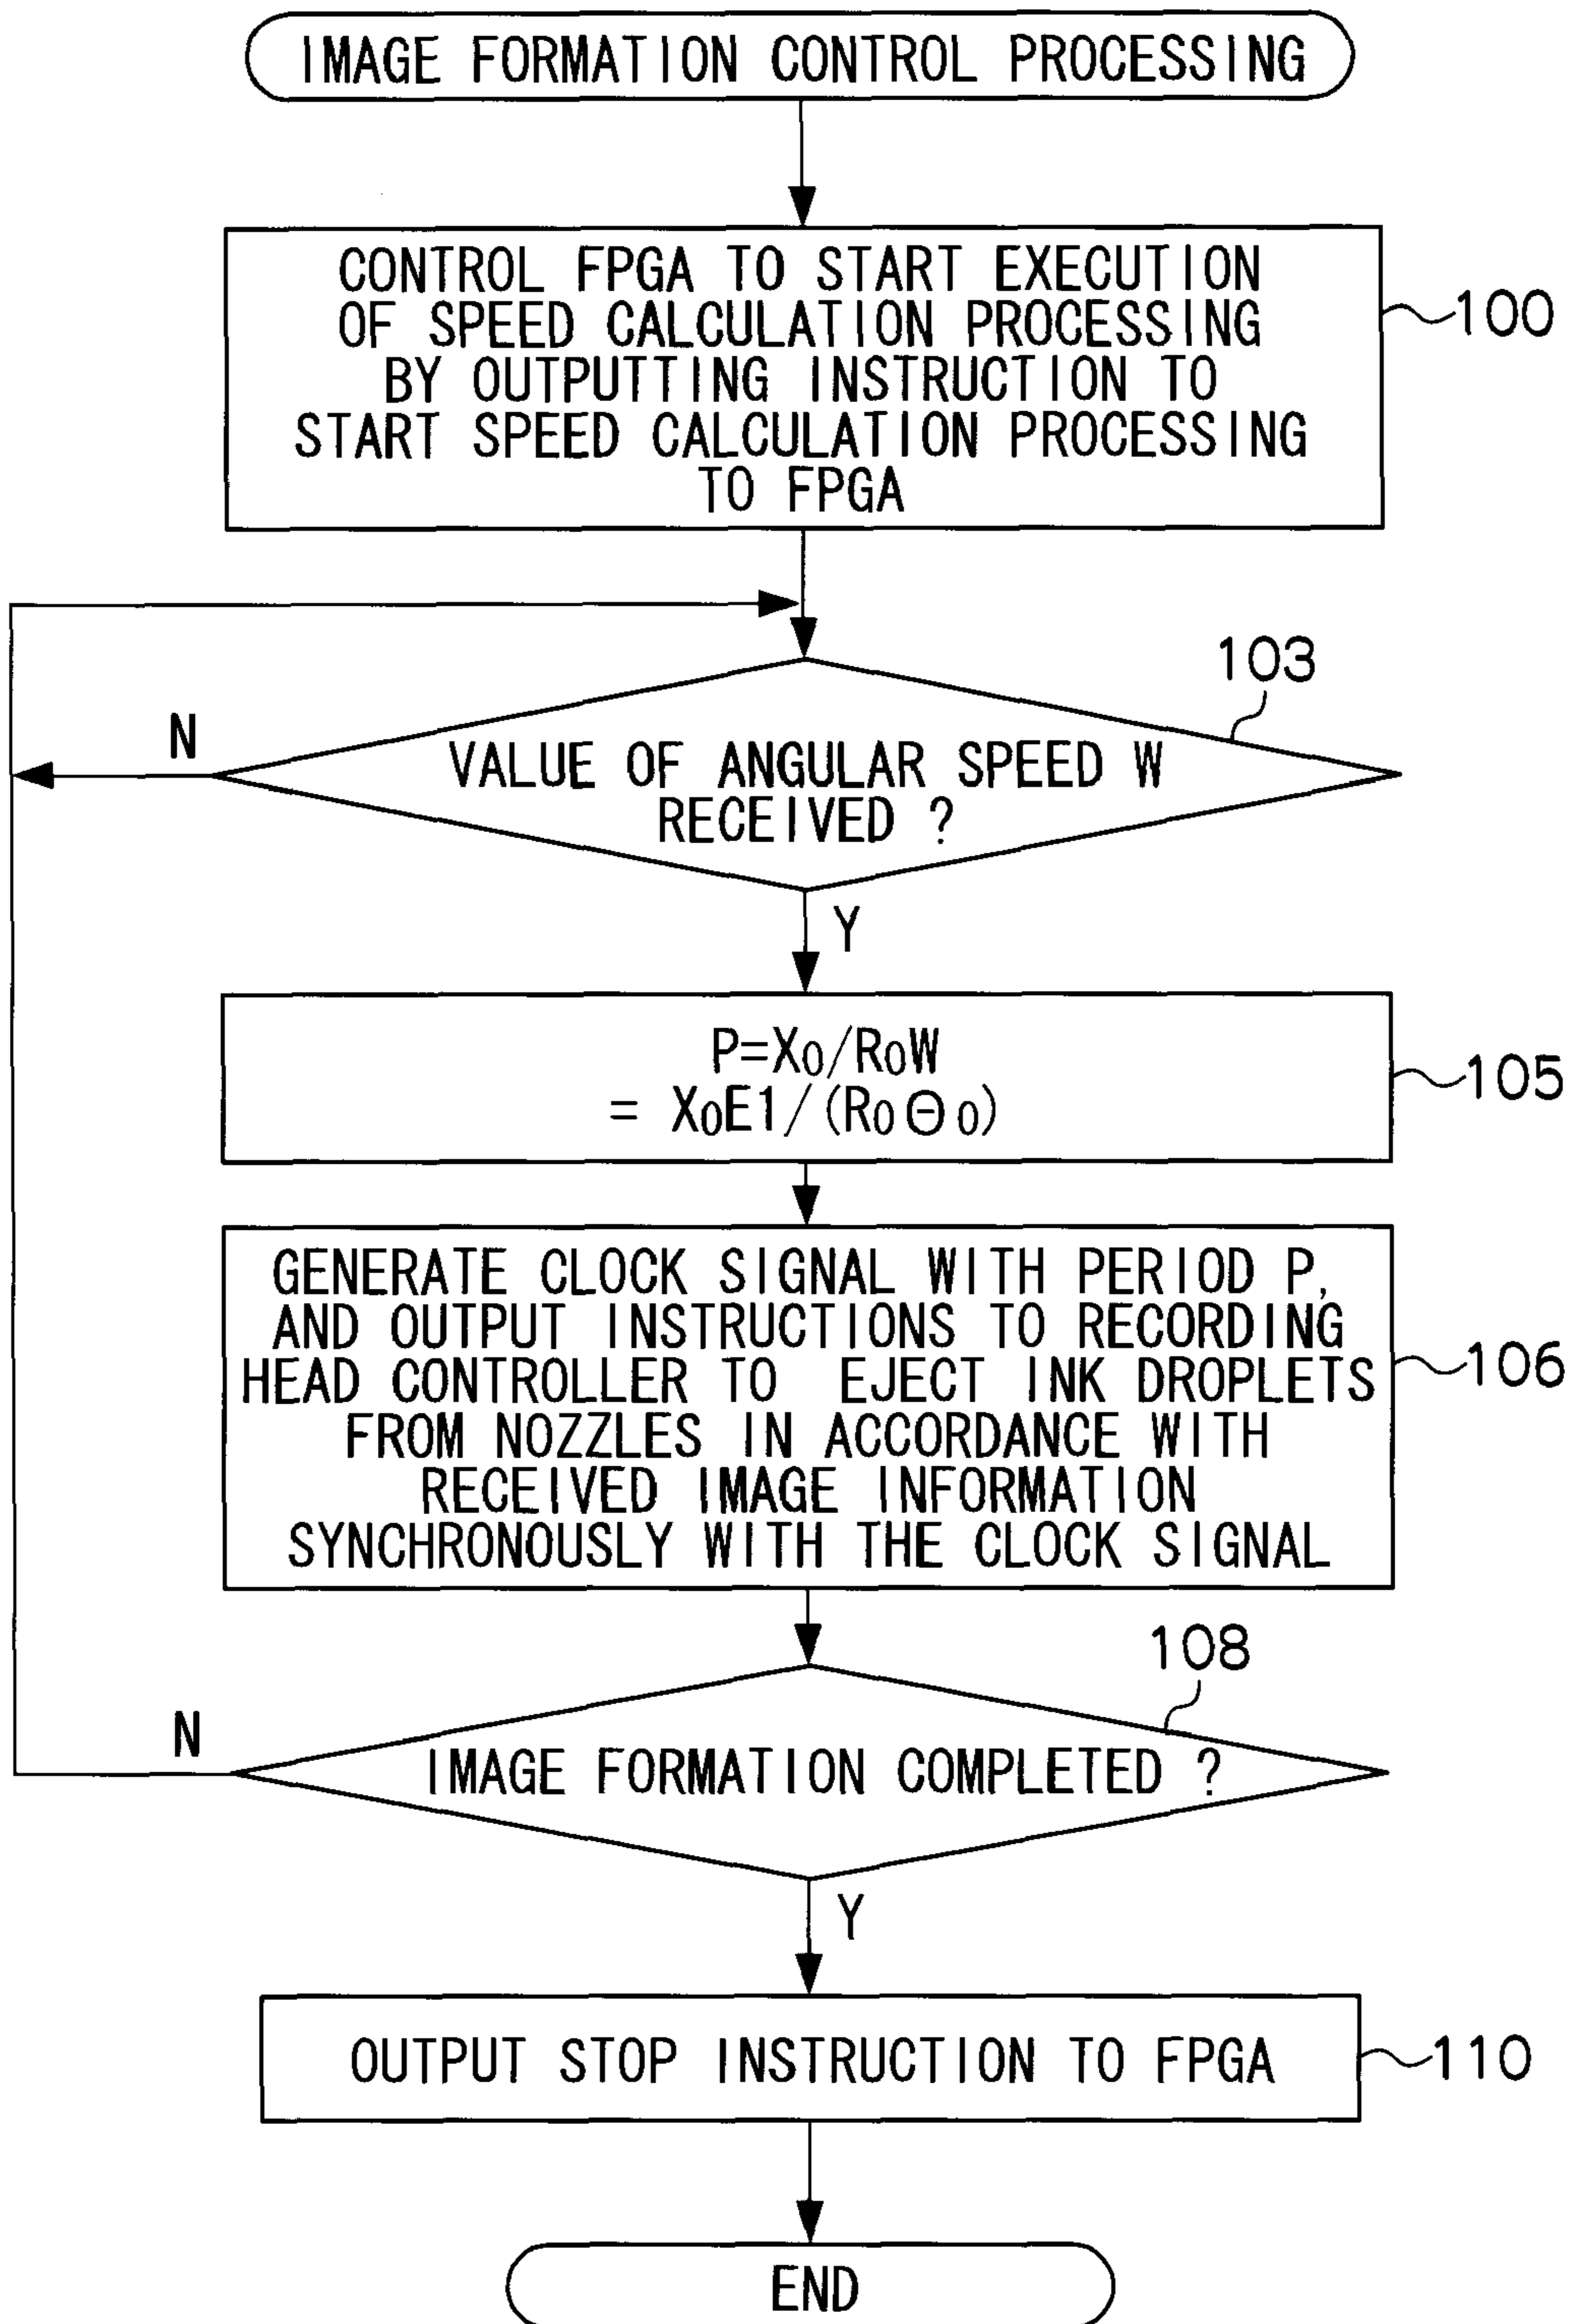 IMAGE FORMATION CONTROL PROCESSING
CONTROL FPGA TO START EXECUTION
OF SPEED CALCULATION PROCESSING
BY OUTPUTTING INSTRUCTION TO
START SPEED CALCULATION PROCESSING
TO FPGA
100
103
N
VALUE OF ANGULAR SPEED W
RECEIVED ?
Y
P=X0/R0W
= X0E1/(R0Θ0)
105
GENERATE CLOCK SIGNAL WITH PERIOD P,
AND OUTPUT INSTRUCTIONS TO RECORDING
HEAD CONTROLLER TO EJECT INK DROPLETS
FROM NOZZLES IN ACCORDANCE WITH
RECEIVED IMAGE INFORMATION
SYNCHRONOUSLY WITH THE CLOCK SIGNAL
106
108
N
IMAGE FORMATION COMPLETED ?
Y
OUTPUT STOP INSTRUCTION TO FPGA
110
END